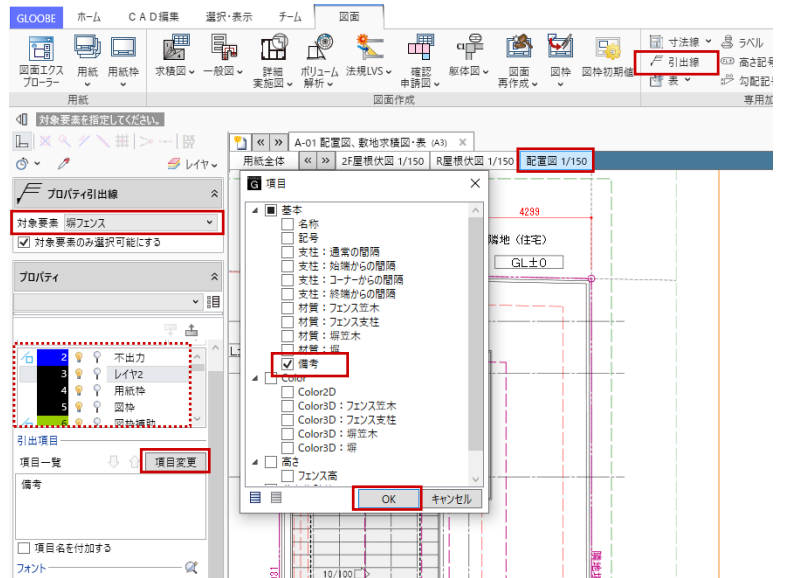 GLOOBE ホーム ＣＡＤ編集 選択・表示 チーム 図面
図面エクスプローラー 用紙 用紙枠 求積図 一般図 詳細実施図 ボリューム解析 法規LVS 確認申請図 躯体図 図面再作成 図枠 図枠初期値
寸法線 ラベル
引出線 高さ記号
表 勾配記号
用紙 図面作成 専用加
対象要素を指定してください。
レイヤ
A-01 配置図、敷地求積図・表 (A3)
用紙全体 2F屋根伏図 1/150 R屋根伏図 1/150 配置図 1/150
プロパティ引出線
対象要素 塀フェンス
対象要素のみ選択可能にする
プロパティ
2 不出力
3 レイヤ2
4 用紙枠
5 図枠
6 図枠補助
引出項目
項目一覧 項目変更
備考
項目名を付加する
フォント
項目
基本
名称
記号
支柱：通常の間隔
支柱：始端からの間隔
支柱：コーナーからの間隔
支柱：終端からの間隔
材質：フェンス笠木
材質：フェンス支柱
材質：塀笠木
材質：塀
備考
Color
Color2D
Color3D：フェンス笠木
Color3D：フェンス支柱
Color3D：塀笠木
Color3D：塀
高さ
フェンス高
OK キャンセル
4299
隣地（住宅）
GL±0
10/100